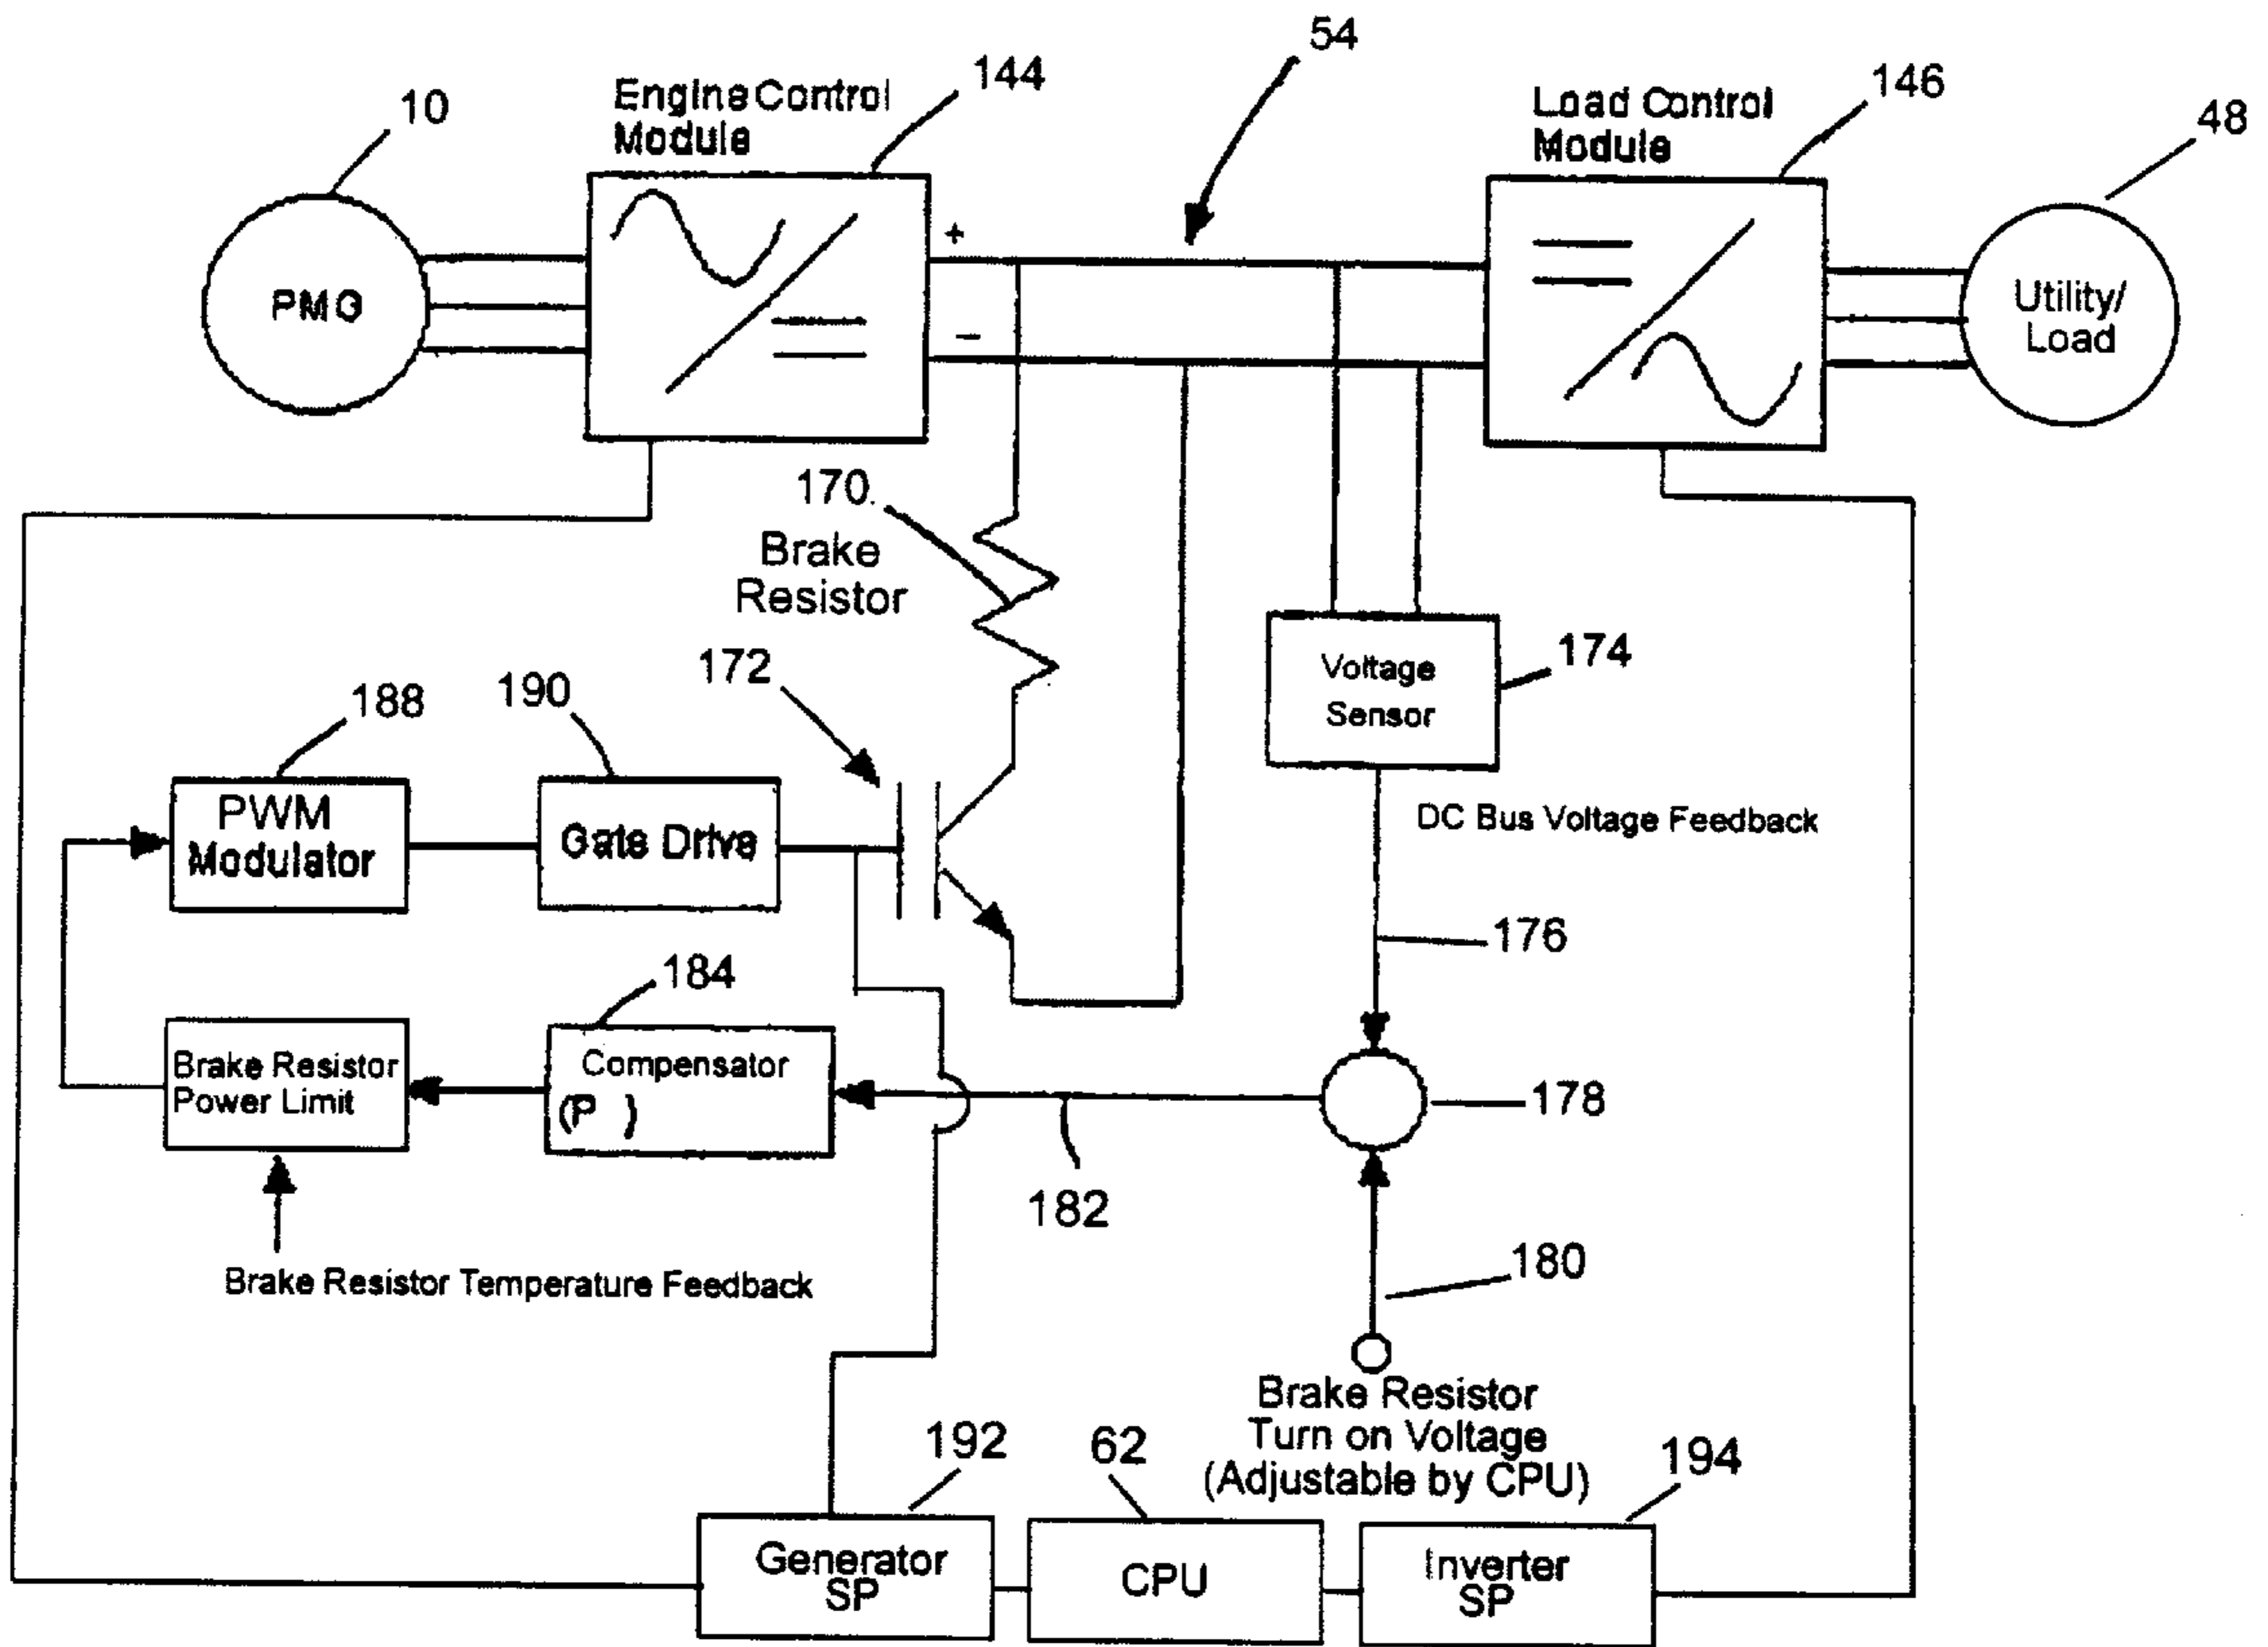 54
10
Engine Control
Module
144
Load Control
Module
146
48
PMG
+
−
Utility/
Load
170.
Brake
Resistor
172
188
190
Voltage
Sensor
174
PWM
Modulator
Gate Drive
DC Bus Voltage Feedback
176
184
Brake Resistor
Power Limit
Compensator
(P )
178
182
180
Brake Resistor Temperature Feedback
Brake Resistor
Turn on Voltage
(Adjustable by CPU)
192
62
194
Generator
SP
CPU
Inverter
SP